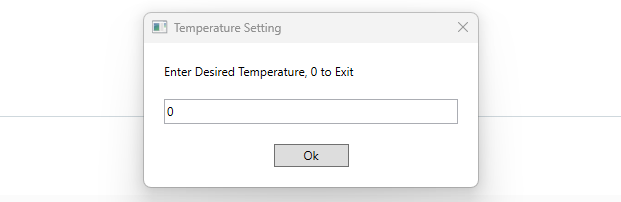 Temperature Setting
Enter Desired Temperature, 0 to Exit
0
Ok